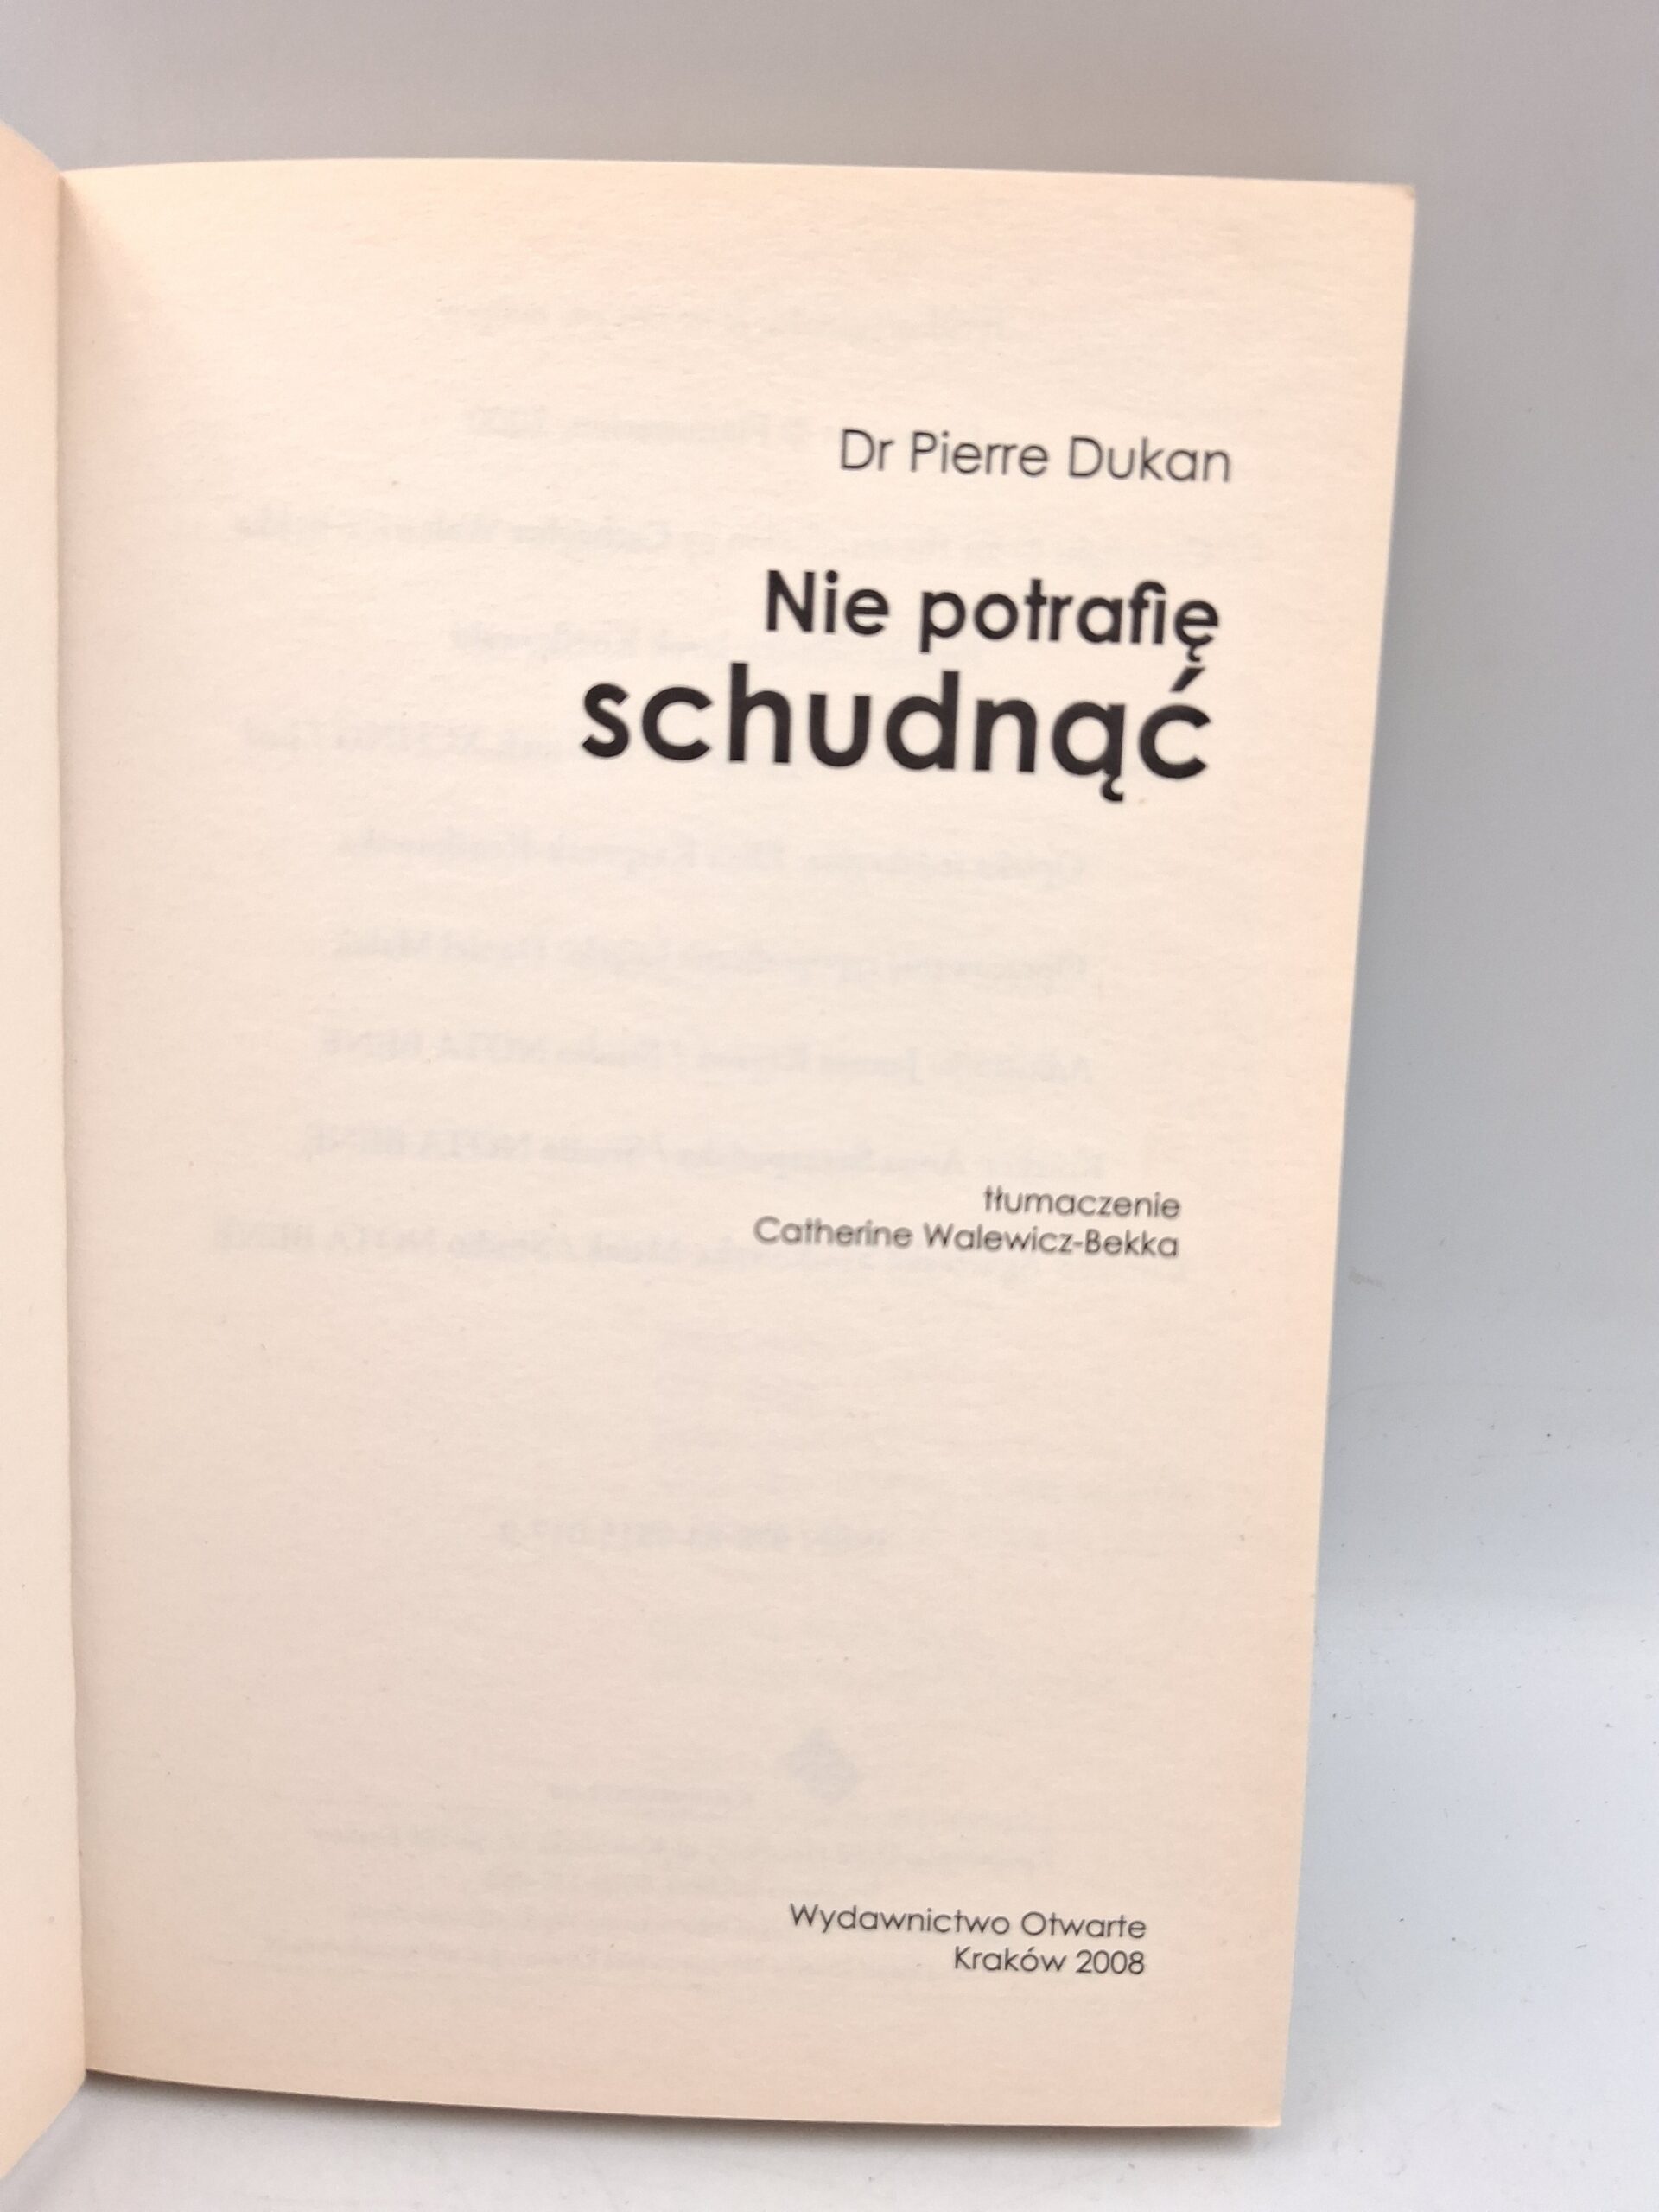 Dr Pierre Dukan
Nie potrafię
schudnąć
tłumaczenie
Catherine Walewicz-Bekka
Wydawnictwo Otwarte
Kraków 2008